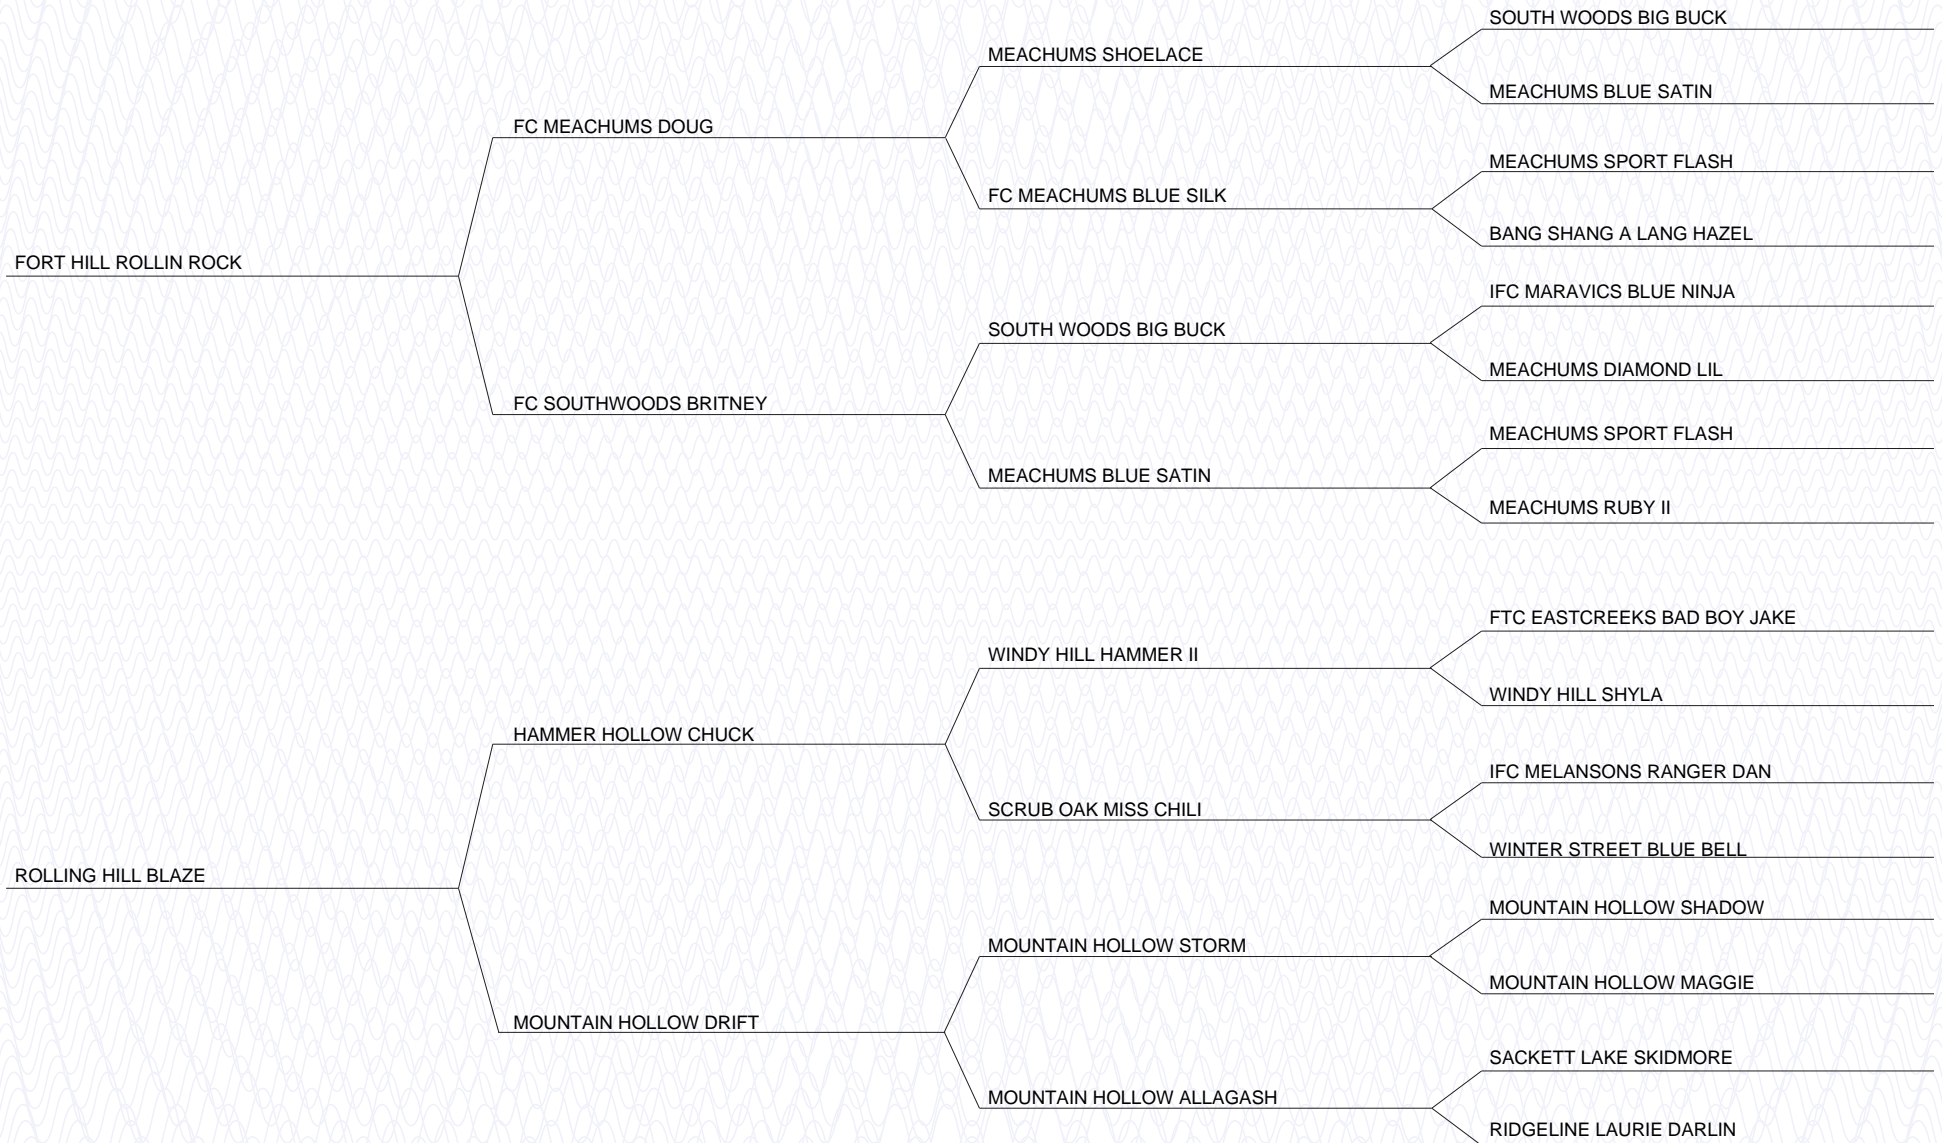 SOUTH WOODS BIG BUCK
MEACHUMS SHOELACE
MEACHUMS BLUE SATIN
FC MEACHUMS DOUG
MEACHUMS SPORT FLASH
FC MEACHUMS BLUE SILK
BANG SHANG A LANG HAZEL
FORT HILL ROLLIN ROCK
IFC MARAVICS BLUE NINJA
SOUTH WOODS BIG BUCK
MEACHUMS DIAMOND LIL
FC SOUTHWOODS BRITNEY
MEACHUMS SPORT FLASH
MEACHUMS BLUE SATIN
MEACHUMS RUBY II
FTC EASTCREEKS BAD BOY JAKE
WINDY HILL HAMMER II
WINDY HILL SHYLA
HAMMER HOLLOW CHUCK
IFC MELANSONS RANGER DAN
SCRUB OAK MISS CHILI
WINTER STREET BLUE BELL
ROLLING HILL BLAZE
MOUNTAIN HOLLOW SHADOW
MOUNTAIN HOLLOW STORM
MOUNTAIN HOLLOW MAGGIE
MOUNTAIN HOLLOW DRIFT
SACKETT LAKE SKIDMORE
MOUNTAIN HOLLOW ALLAGASH
RIDGELINE LAURIE DARLIN